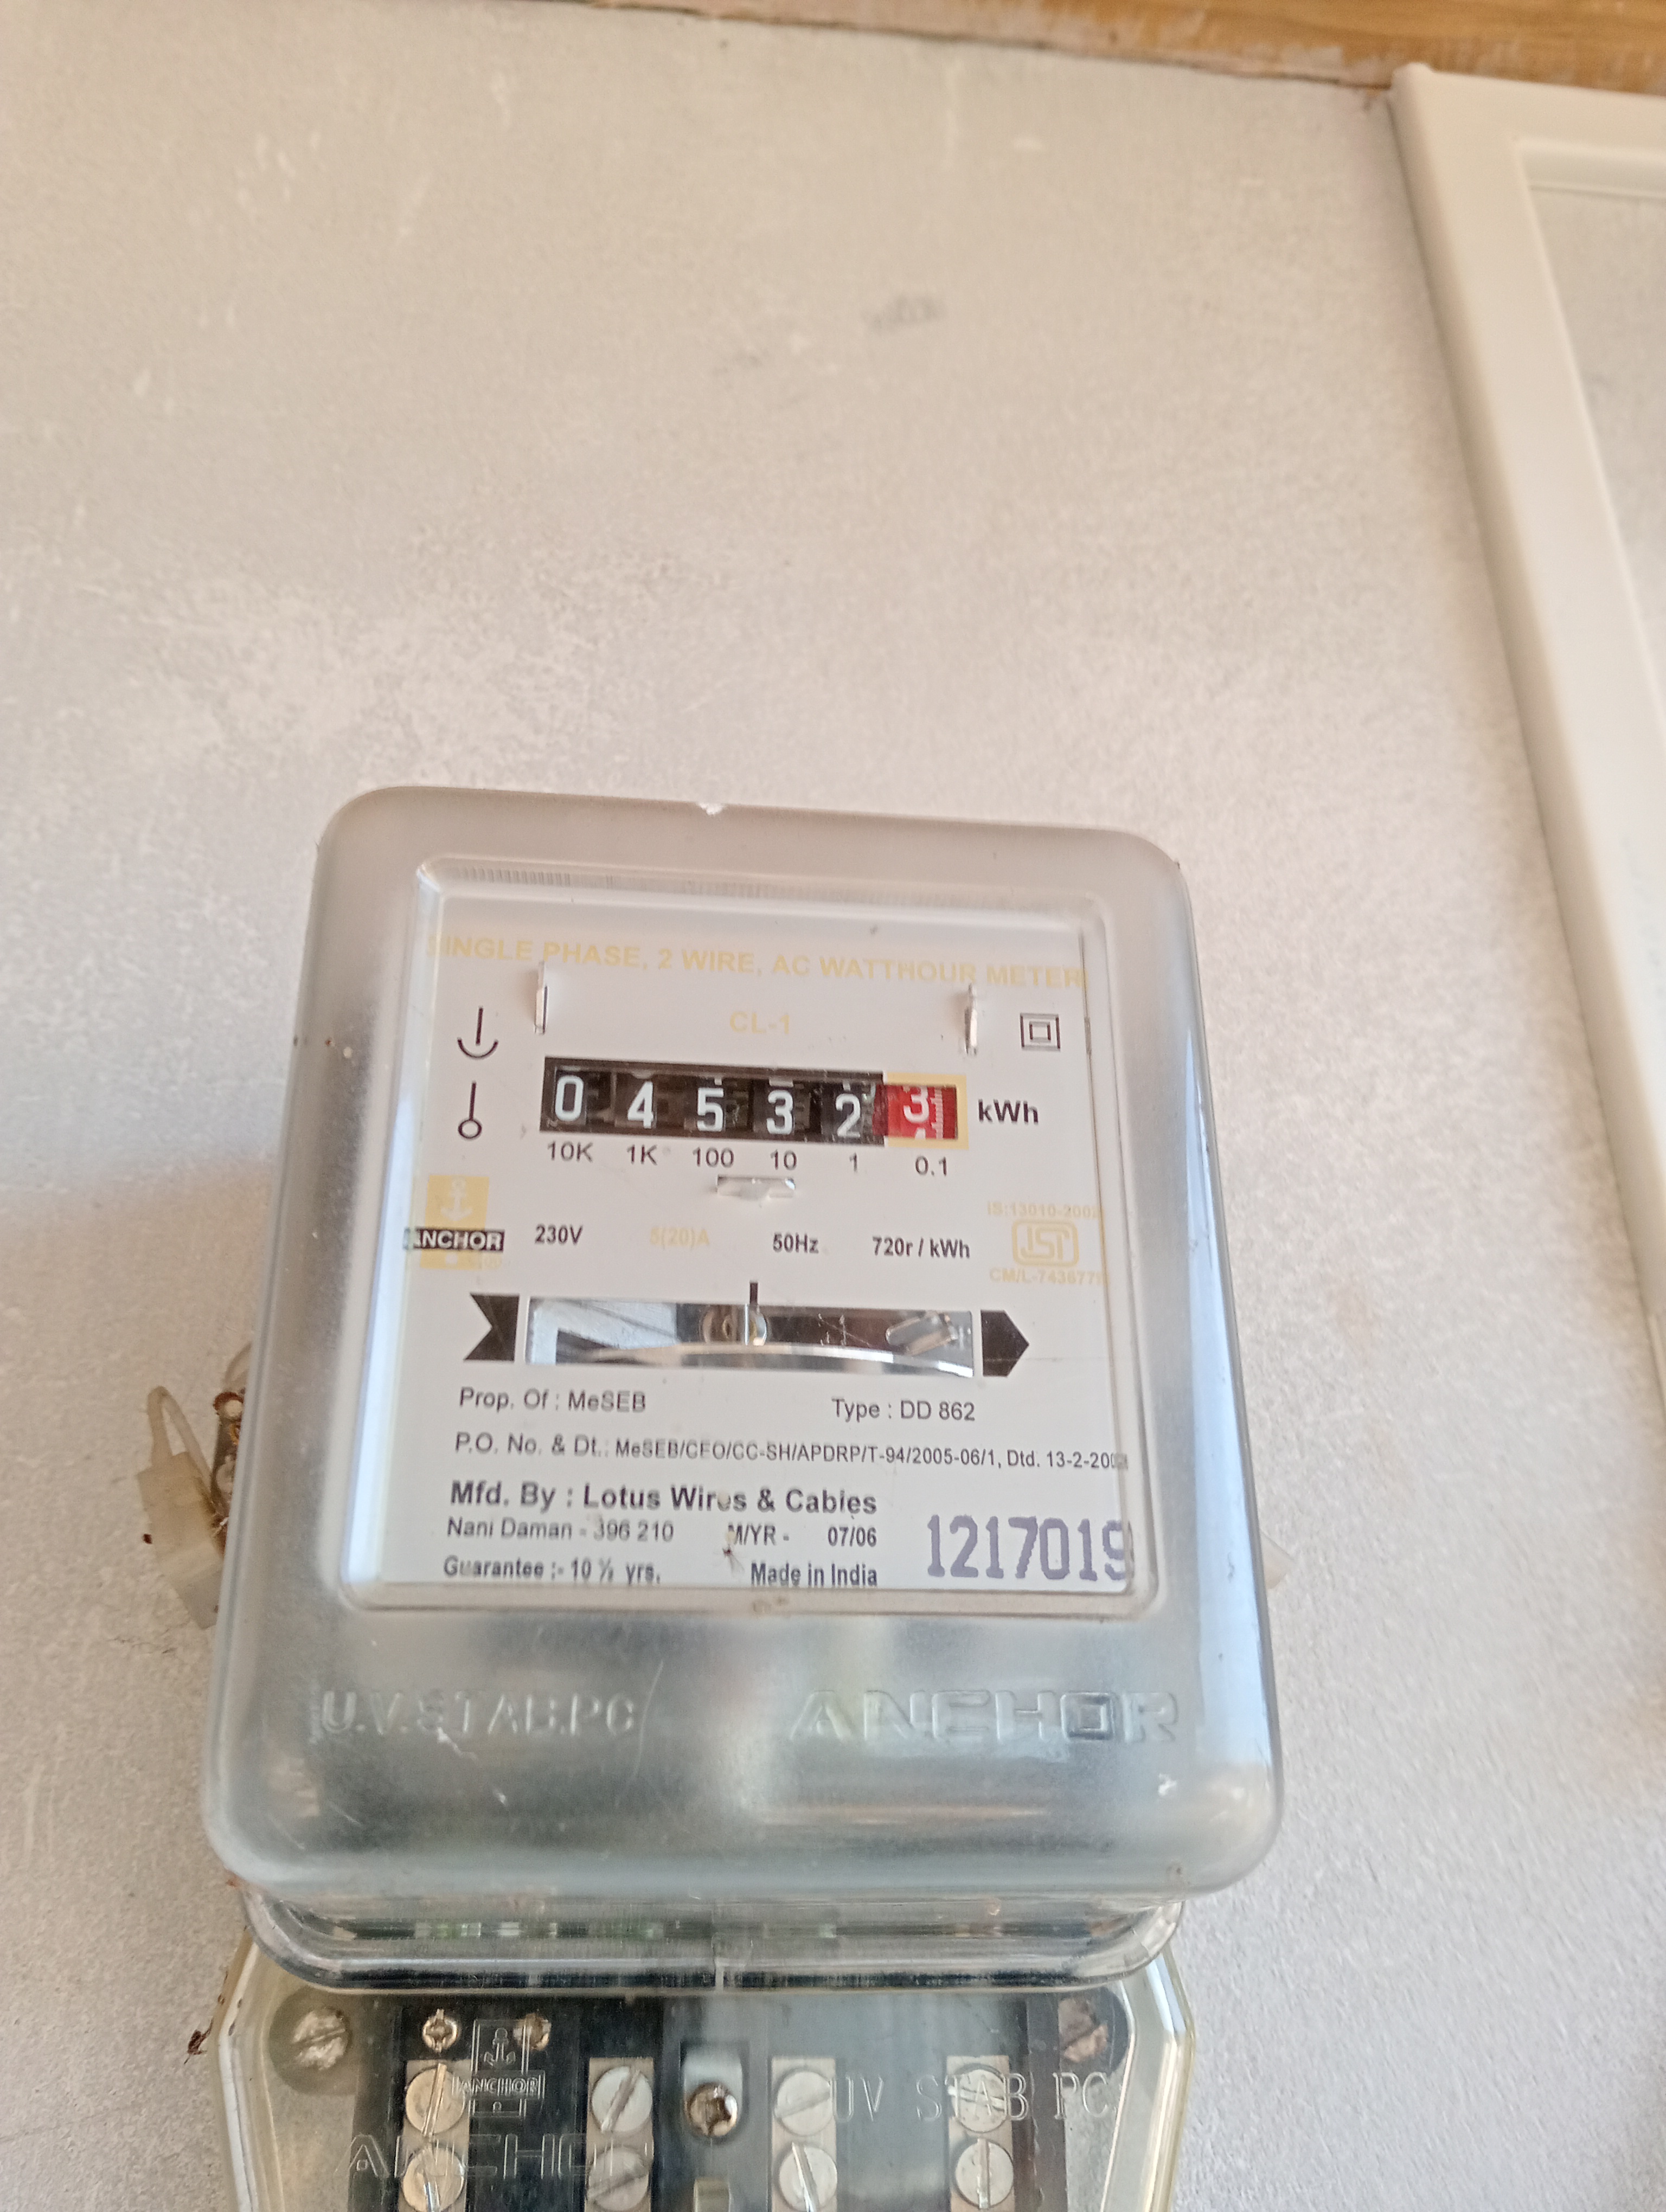 SINGLE PHASE, 2 WIRE, AC WATTHOUR METER
CL-1
0 4 5 3 2 3 kWh
10K 1K 100 10 1 0.1
ANCHOR 230V 5(20)A 50Hz 720r / kWh
IS:13010-2002
ISI
Prop. Of : MeSEB Type : DD 862
P.O. No. & Dt.: MeSEB/CEO/CC-SH/APDRP/T-94/2005-06/1, Dtd. 13-2-
Mfd. By : Lotus Wires & Cables
Nani Daman - 396 210 M/YR - 07/06
Guarantee :- 10 ½ yrs. Made in India
1217019
U.V.STAB.PC ANCHOR
ANCHOR
UV STAB PC
ANCHOR